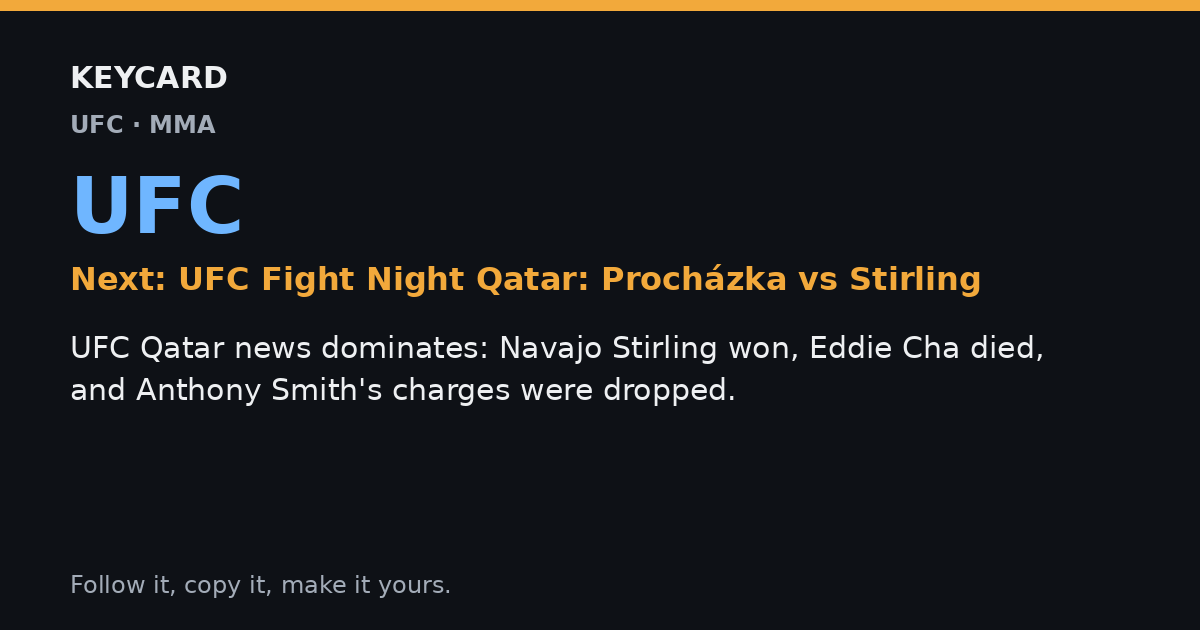 KEYCARD
UFC · MMA
UFC
Next: UFC Fight Night Qatar: Procházka vs Stirling
UFC Qatar news dominates: Navajo Stirling won, Eddie Cha died,
and Anthony Smith's charges were dropped.
Follow it, copy it, make it yours.